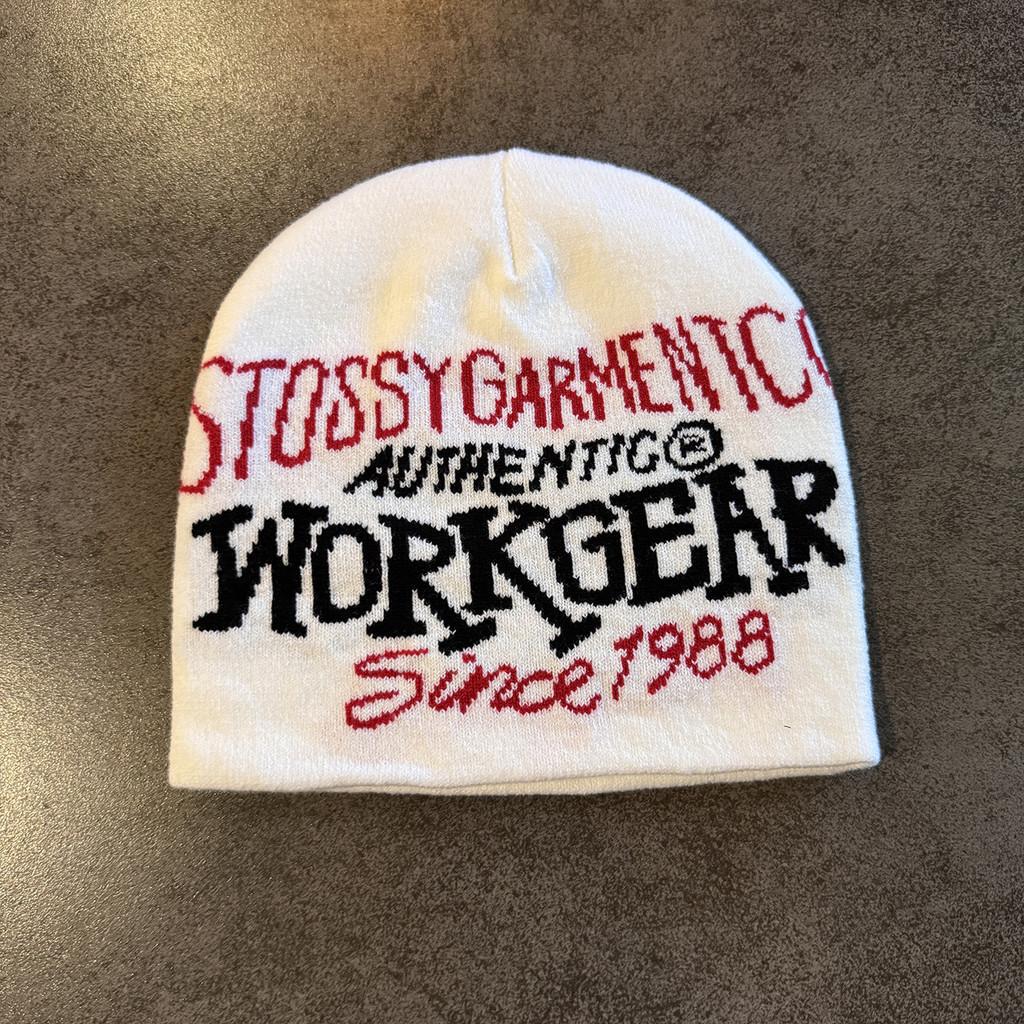 STOSSY GARMENT CO
AUTHENTIC ®
WORKGEAR
Since 1988